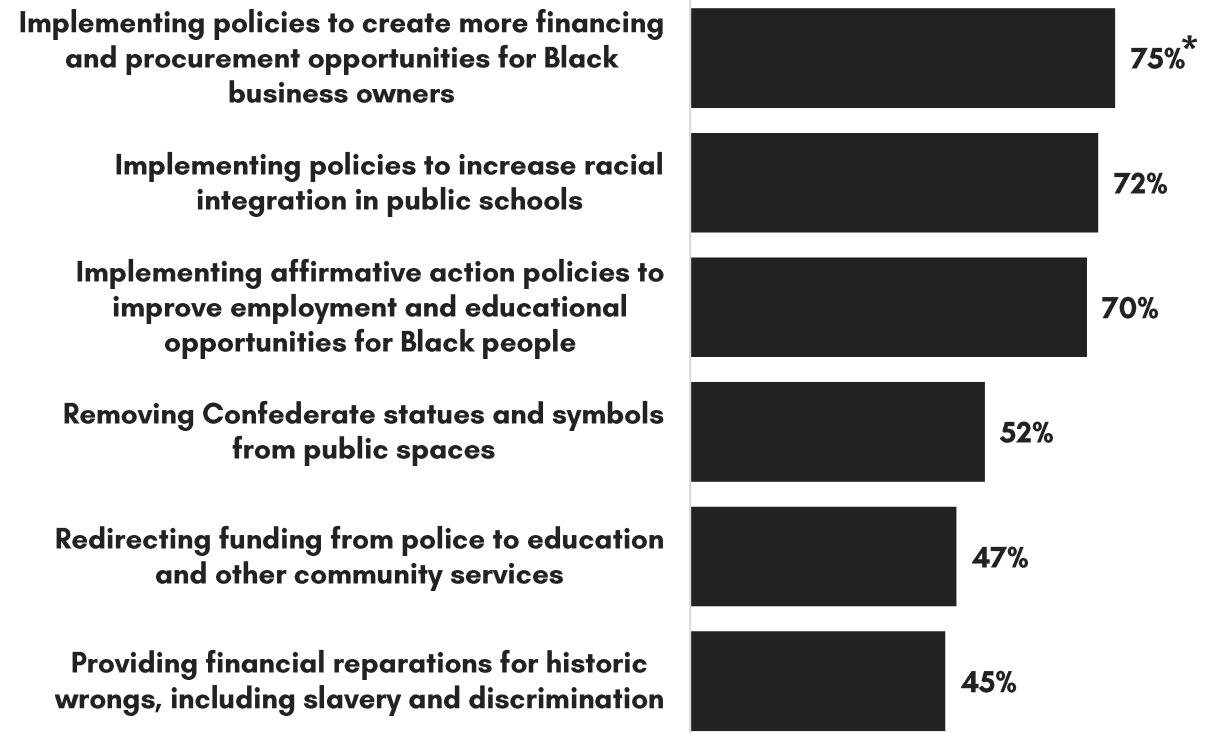 Implementing policies to create more financing
and procurement opportunities for Black
business owners
75%*
Implementing policies to increase racial
integration in public schools
72%
Implementing affirmative action policies to
improve employment and educational
opportunities for Black people
70%
Removing Confederate statues and symbols
from public spaces
52%
Redirecting funding from police to education
and other community services
47%
Providing financial reparations for historic
wrongs, including slavery and discrimination
45%